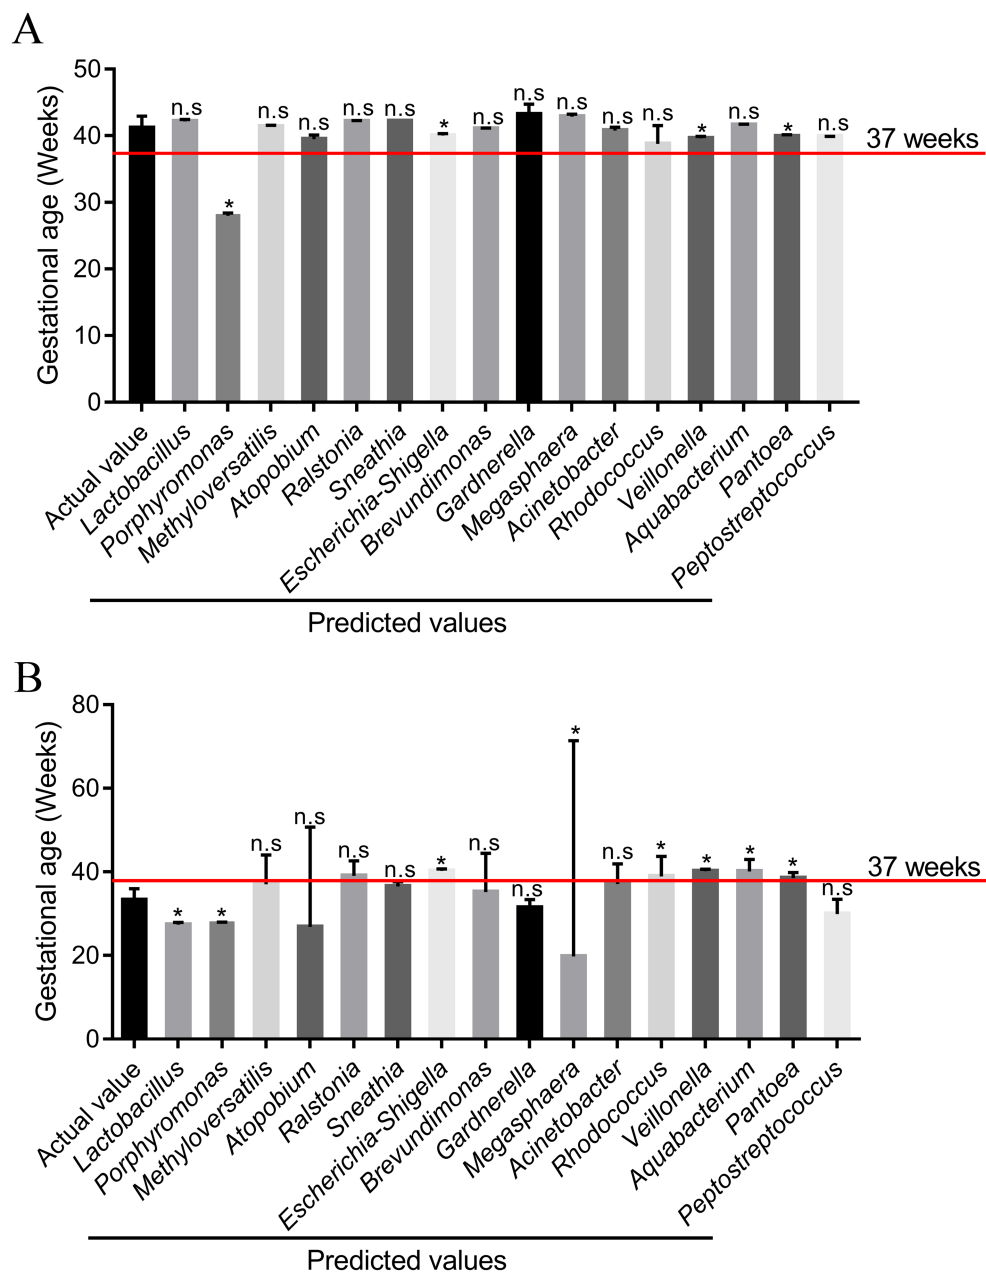 A
Gestational age (Weeks)
50
40
30
20
10
0
n.s
*
n.s
n.s
n.s
n.s
*
n.s
n.s
n.s
n.s
n.s
*
n.s
*
n.s
37 weeks
Actual value
Lactobacillus
Porphyromonas
Methyloversatilis
Atopobium
Ralstonia
Sneathia
Escherichia-Shigella
Brevundimonas
Gardnerella
Megasphaera
Acinetobacter
Rhodococcus
Veillonella
Aquabacterium
Pantoea
Peptostreptococcus
Predicted values
B
Gestational age (Weeks)
80
60
40
20
0
*
*
n.s
n.s
n.s
n.s
*
n.s
n.s
*
n.s
*
*
*
*
n.s
37 weeks
Actual value
Lactobacillus
Porphyromonas
Methyloversatilis
Atopobium
Ralstonia
Sneathia
Escherichia-Shigella
Brevundimonas
Gardnerella
Megasphaera
Acinetobacter
Rhodococcus
Veillonella
Aquabacterium
Pantoea
Peptostreptococcus
Predicted values